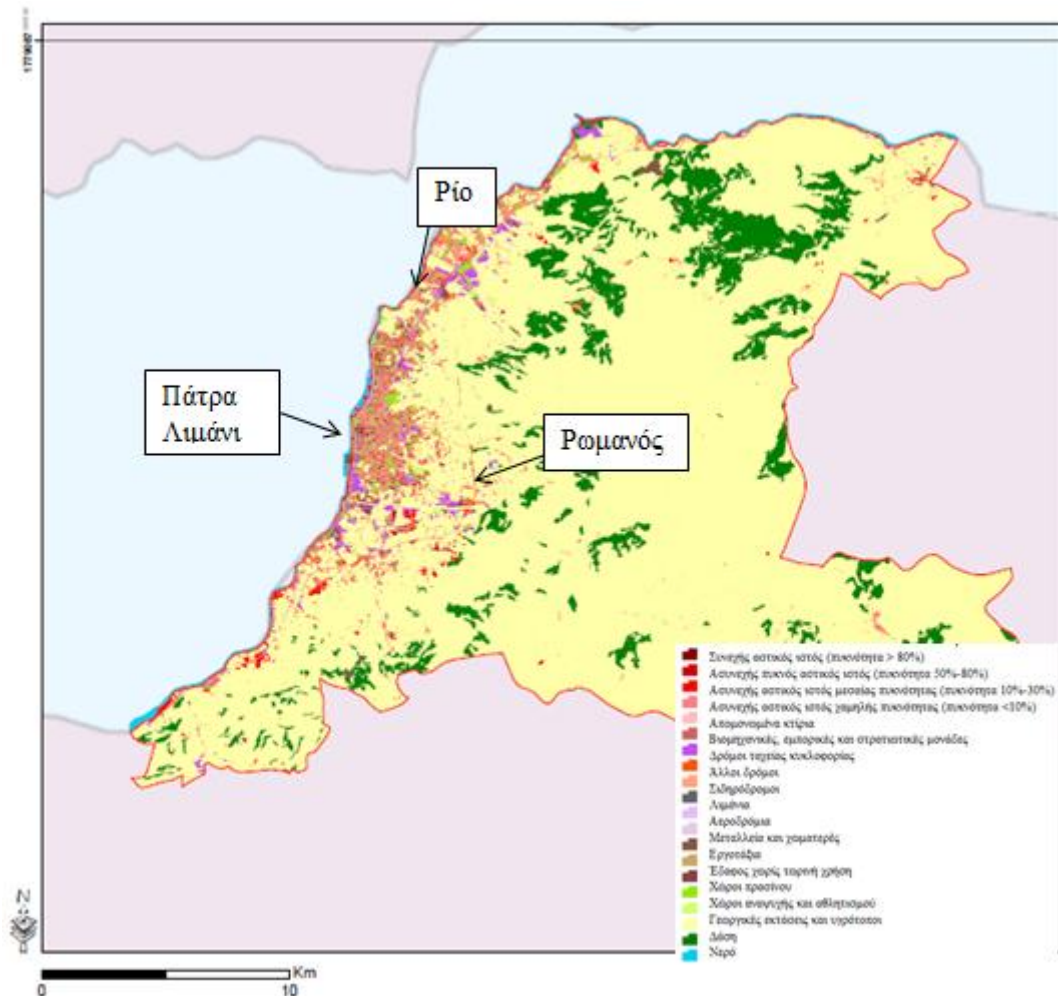 Ρίο
Πάτρα
Λιμάνι
Ρωμανός
Συνεχής αστικός ιστός (πυκνότητα > 80%)
Ασυνεχής πυκνός αστικός ιστός (πυκνότητα 50%-80%)
Ασυνεχής αστικός ιστός μεσαίας πυκνότητας (πυκνότητα 10%-30%)
Ασυνεχής αστικός ιστός χαμηλής πυκνότητας (πυκνότητα <10%)
Απομονωμένα κτίρια
Βιομηχανικές, εμπορικές και στρατιωτικές μονάδες
Δρόμοι ταχείας κυκλοφορίας
Άλλοι δρόμοι
Σιδηρόδρομοι
Λιμάνια
Αεροδρόμια
Μεταλλεία και χωματερές
Εργοτάξια
Έδαφος χωρίς τωρινή χρήση
Χώροι πρασίνου
Χώροι αναψυχής και αθλητισμού
Γεωργικές εκτάσεις και υγρότοποι
Δάση
Νερό
N
Km
0
10